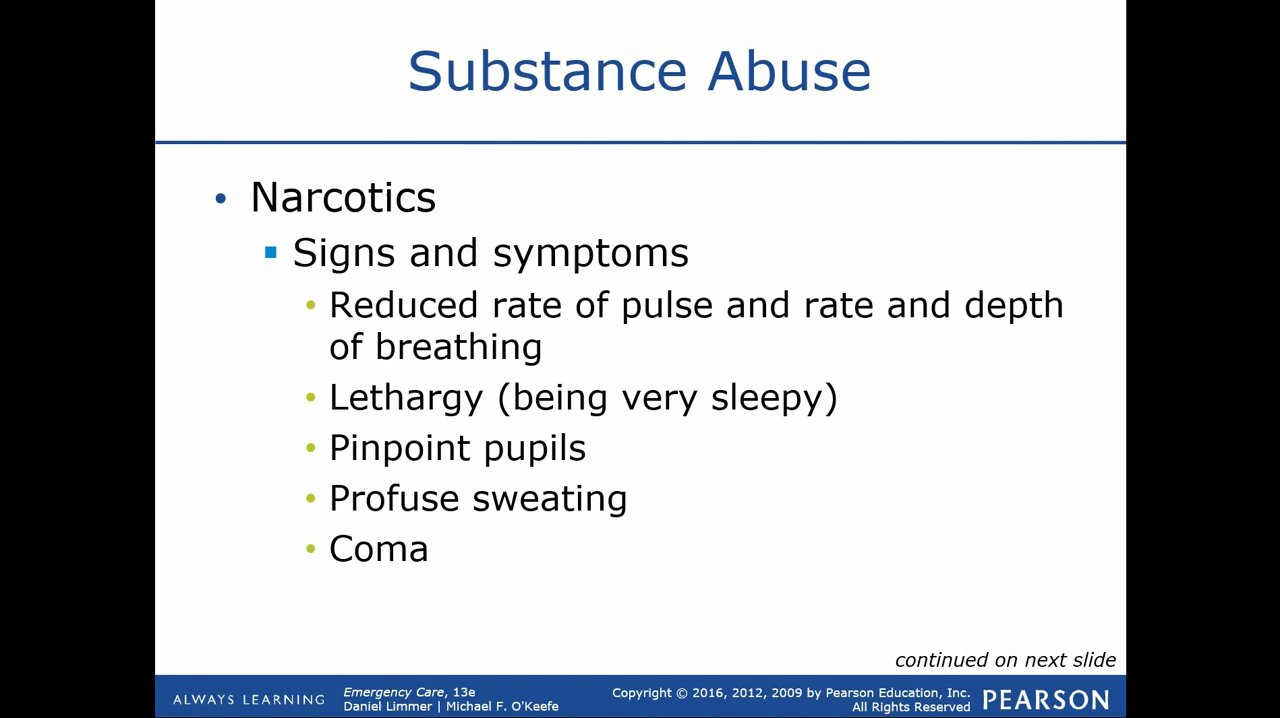 Substance Abuse
• Narcotics
▪ Signs and symptoms
• Reduced rate of pulse and rate and depth
of breathing
• Lethargy (being very sleepy)
• Pinpoint pupils
• Profuse sweating
• Coma
continued on next slide
ALWAYS LEARNING
Emergency Care, 13e
Daniel Limmer | Michael F. O'Keefe
Copyright © 2016, 2012, 2009 by Pearson Education, Inc.
All Rights Reserved
PEARSON